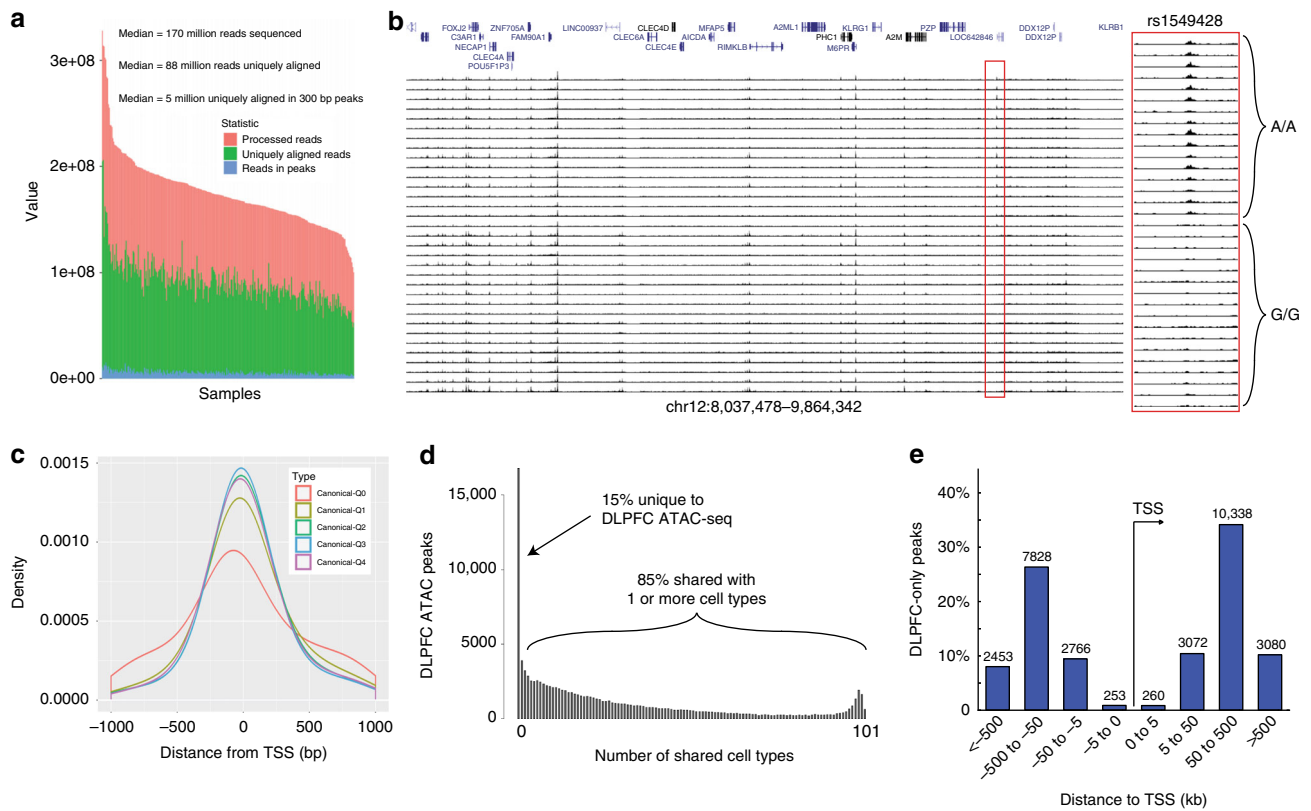 a
Median = 170 million reads sequenced
Median = 88 million reads uniquely aligned
Median = 5 million uniquely aligned in 300 bp peaks
Statistic
Processed reads
Uniquely aligned reads
Reads in peaks
3e+08
2e+08
1e+08
0e+00
Value
Samples
b
FOXJ2 ZNF705A LINC00937 CLEC4D MFAP5 A2ML1 KLRG1 PZP DDX12P KLRB1
C3AR1 FAM90A1 CLEC6A AICDA PHC1 A2M LOC642846 DDX12P
NECAP1 CLEC4E RIMKLB M6PR
CLEC4A
POU5F1P3
chr12:8,037,478–9,864,342
rs1549428
A/A
G/G
c
0.0015
0.0010
0.0005
0.0000
Density
Type
Canonical-Q0
Canonical-Q1
Canonical-Q2
Canonical-Q3
Canonical-Q4
−1000 −500 0 500 1000
Distance from TSS (bp)
d
15,000
10,000
5000
0
DLPFC ATAC peaks
15% unique to
DLPFC ATAC-seq
85% shared with
1 or more cell types
0 101
Number of shared cell types
e
40%
30%
20%
10%
0
DLPFC-only peaks
TSS
2453 7828 2766 253 260 3072 10,338 3080
<−500 −500 to −50 −50 to −5 −5 to 0 0 to 5 5 to 50 50 to 500 >500
Distance to TSS (kb)